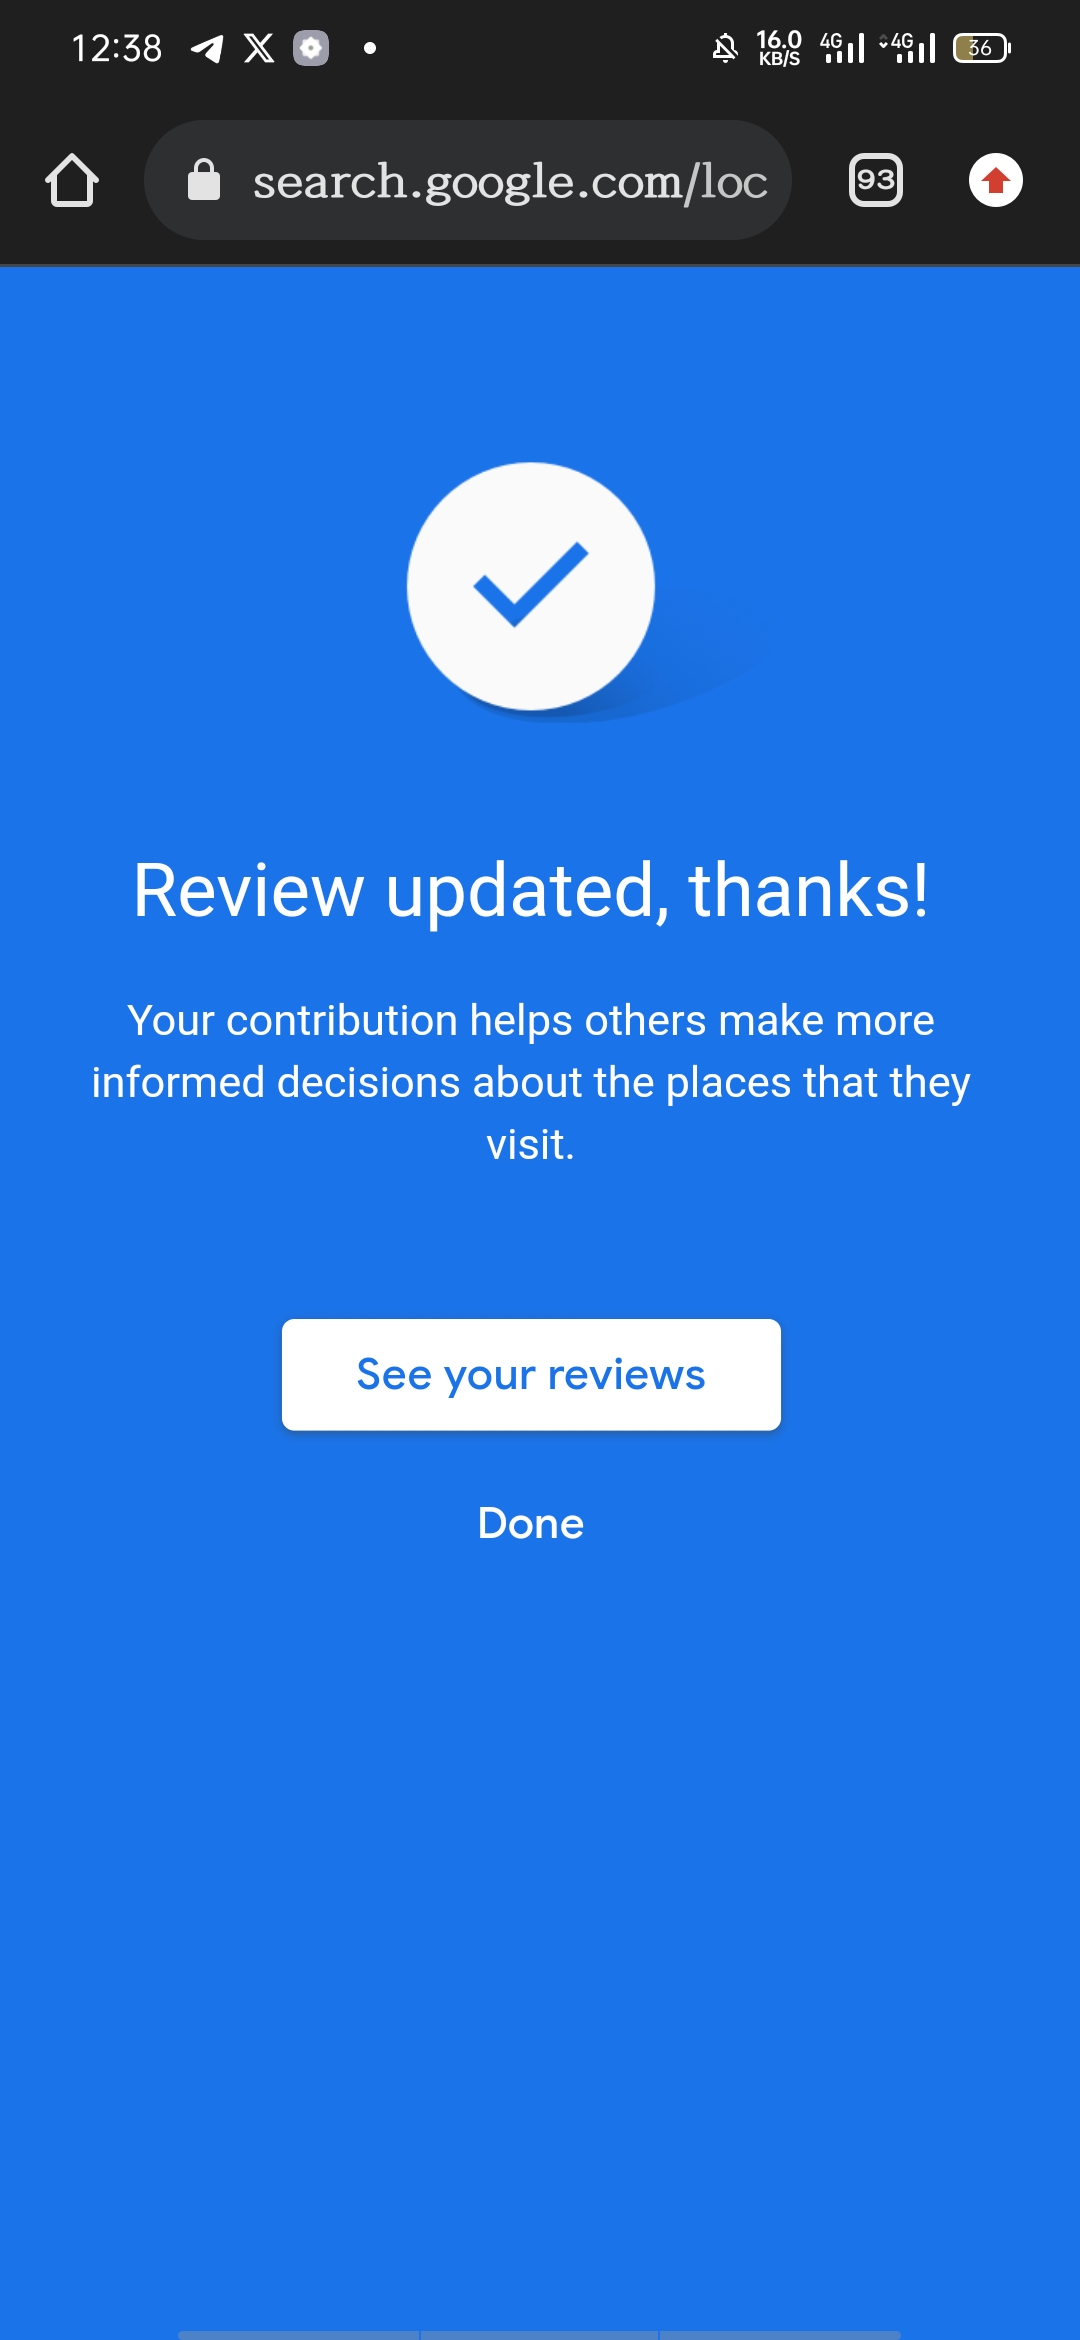 12:38
16.0
KB/S
4G
4G
36
search.google.com/loc
93
Review updated, thanks!
Your contribution helps others make more
informed decisions about the places that they
visit.
See your reviews
Done